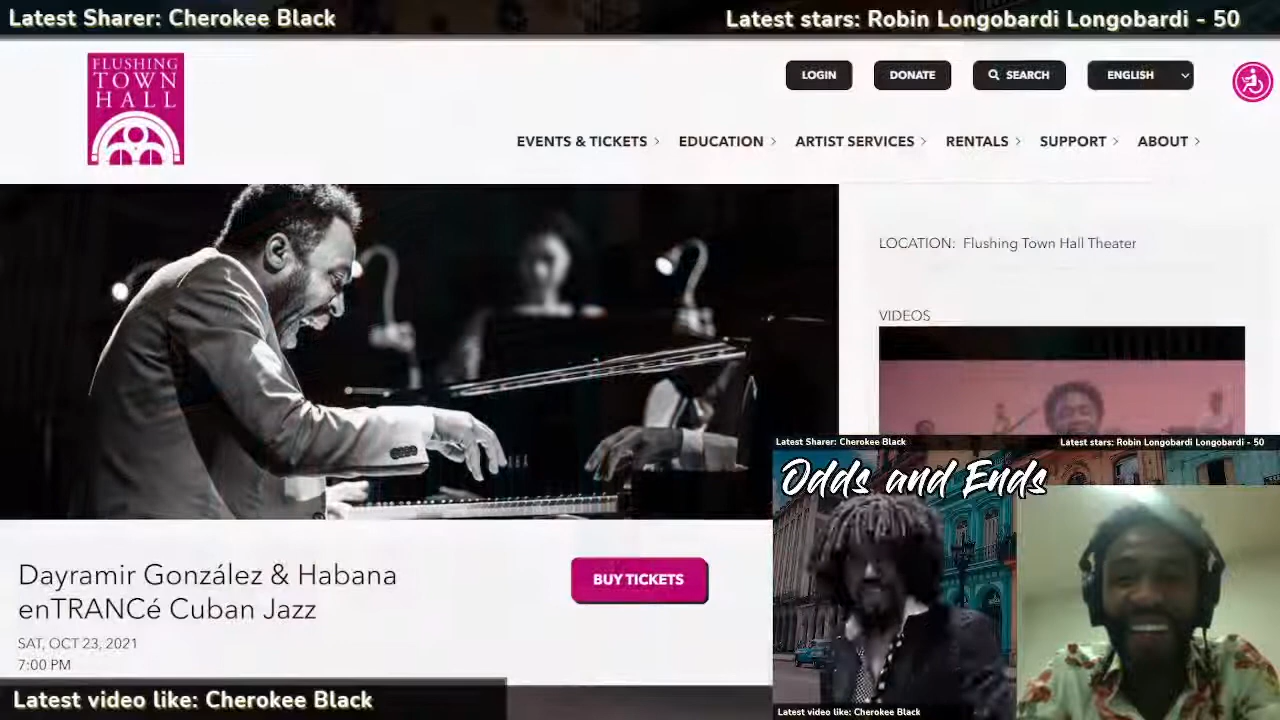 Latest Sharer: Cherokee Black
Latest stars: Robin Longobardi Longobardi - 50
FLUSHING
TOWN
HALL
LOGIN
DONATE
SEARCH
ENGLISH
EVENTS & TICKETS
EDUCATION
ARTIST SERVICES
RENTALS
SUPPORT
ABOUT
LOCATION: Flushing Town Hall Theater
VIDEOS
Latest Sharer: Cherokee Black
Latest stars: Robin Longobardi Longobardi - 50
Odds and Ends
Dayramir González & Habana
enTRANCé Cuban Jazz
BUY TICKETS
SAT, OCT 23, 2021
7:00 PM
Latest video like: Cherokee Black
Latest video like: Cherokee Black